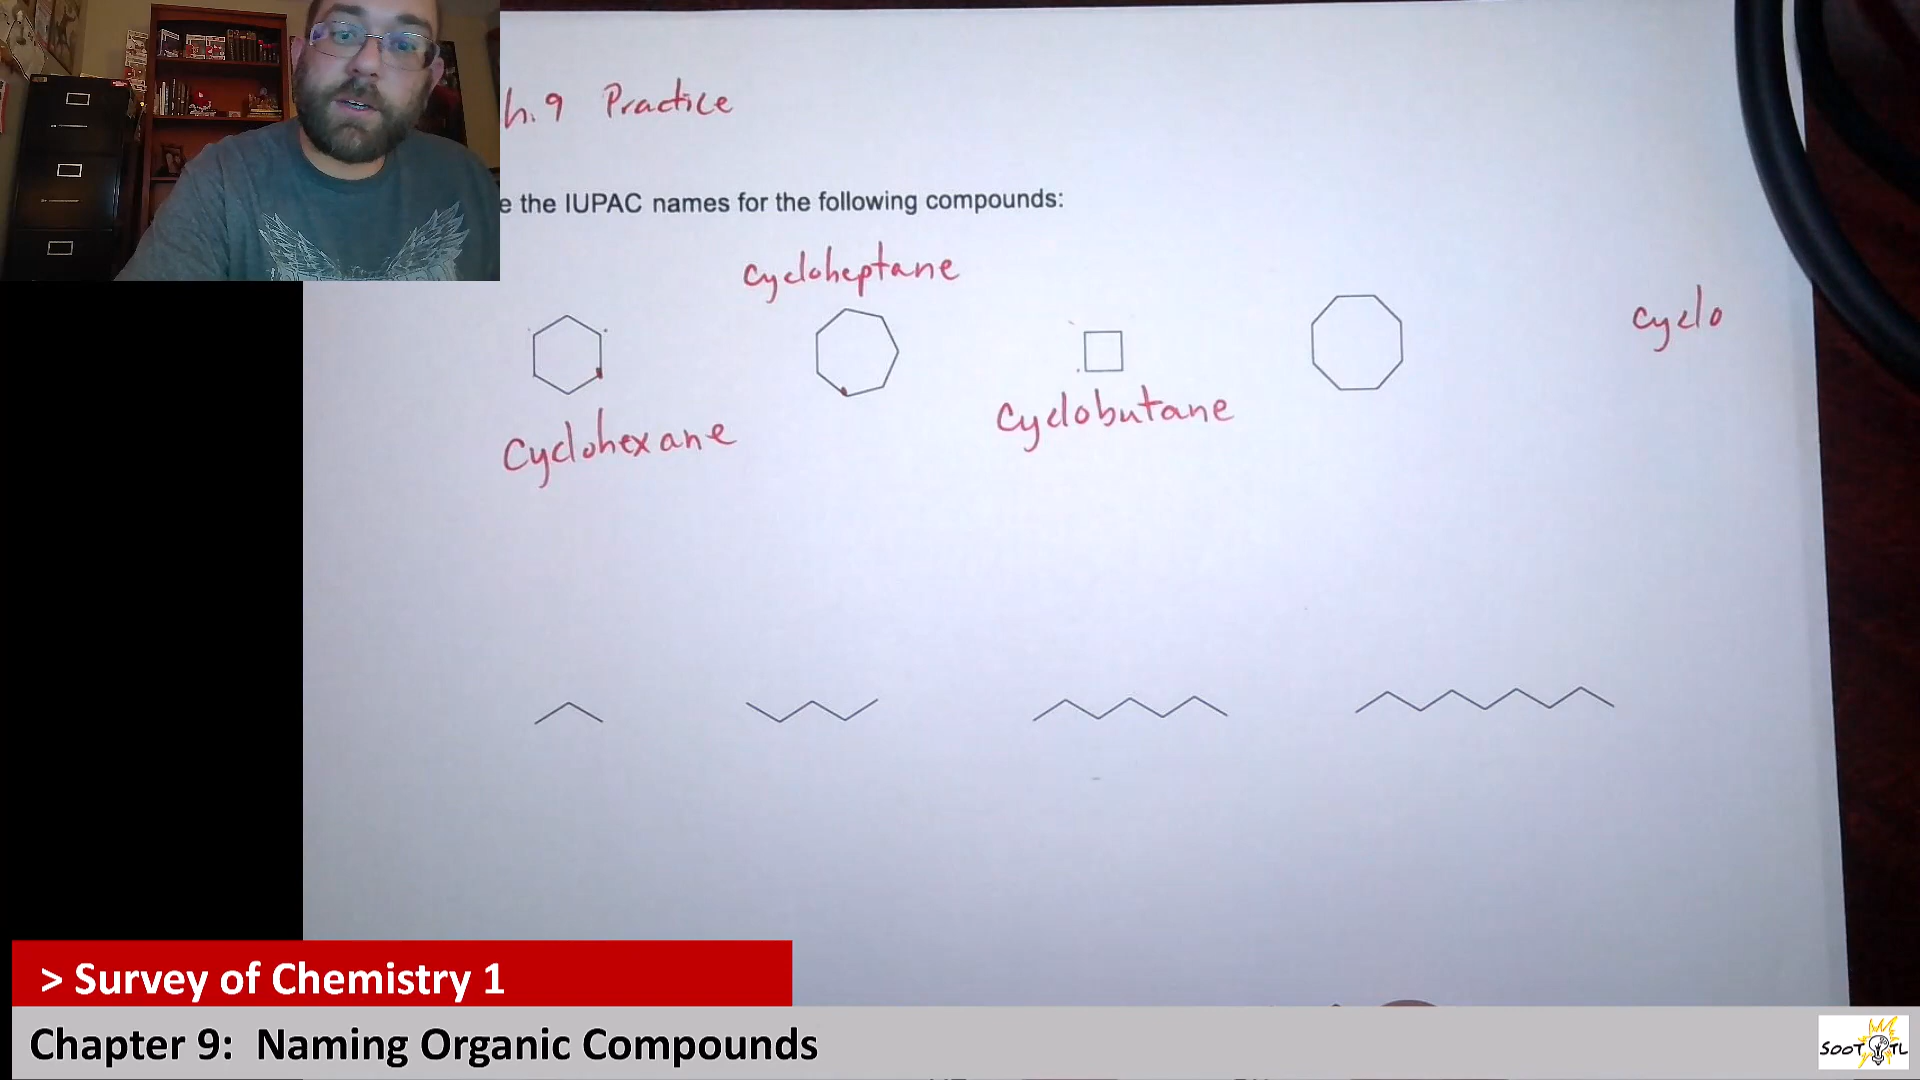 h.9 Practice
e the IUPAC names for the following compounds:
cycloheptane
cyclo
cyclobutane
cyclohexane
> Survey of Chemistry 1
Chapter 9: Naming Organic Compounds
SOOT TL